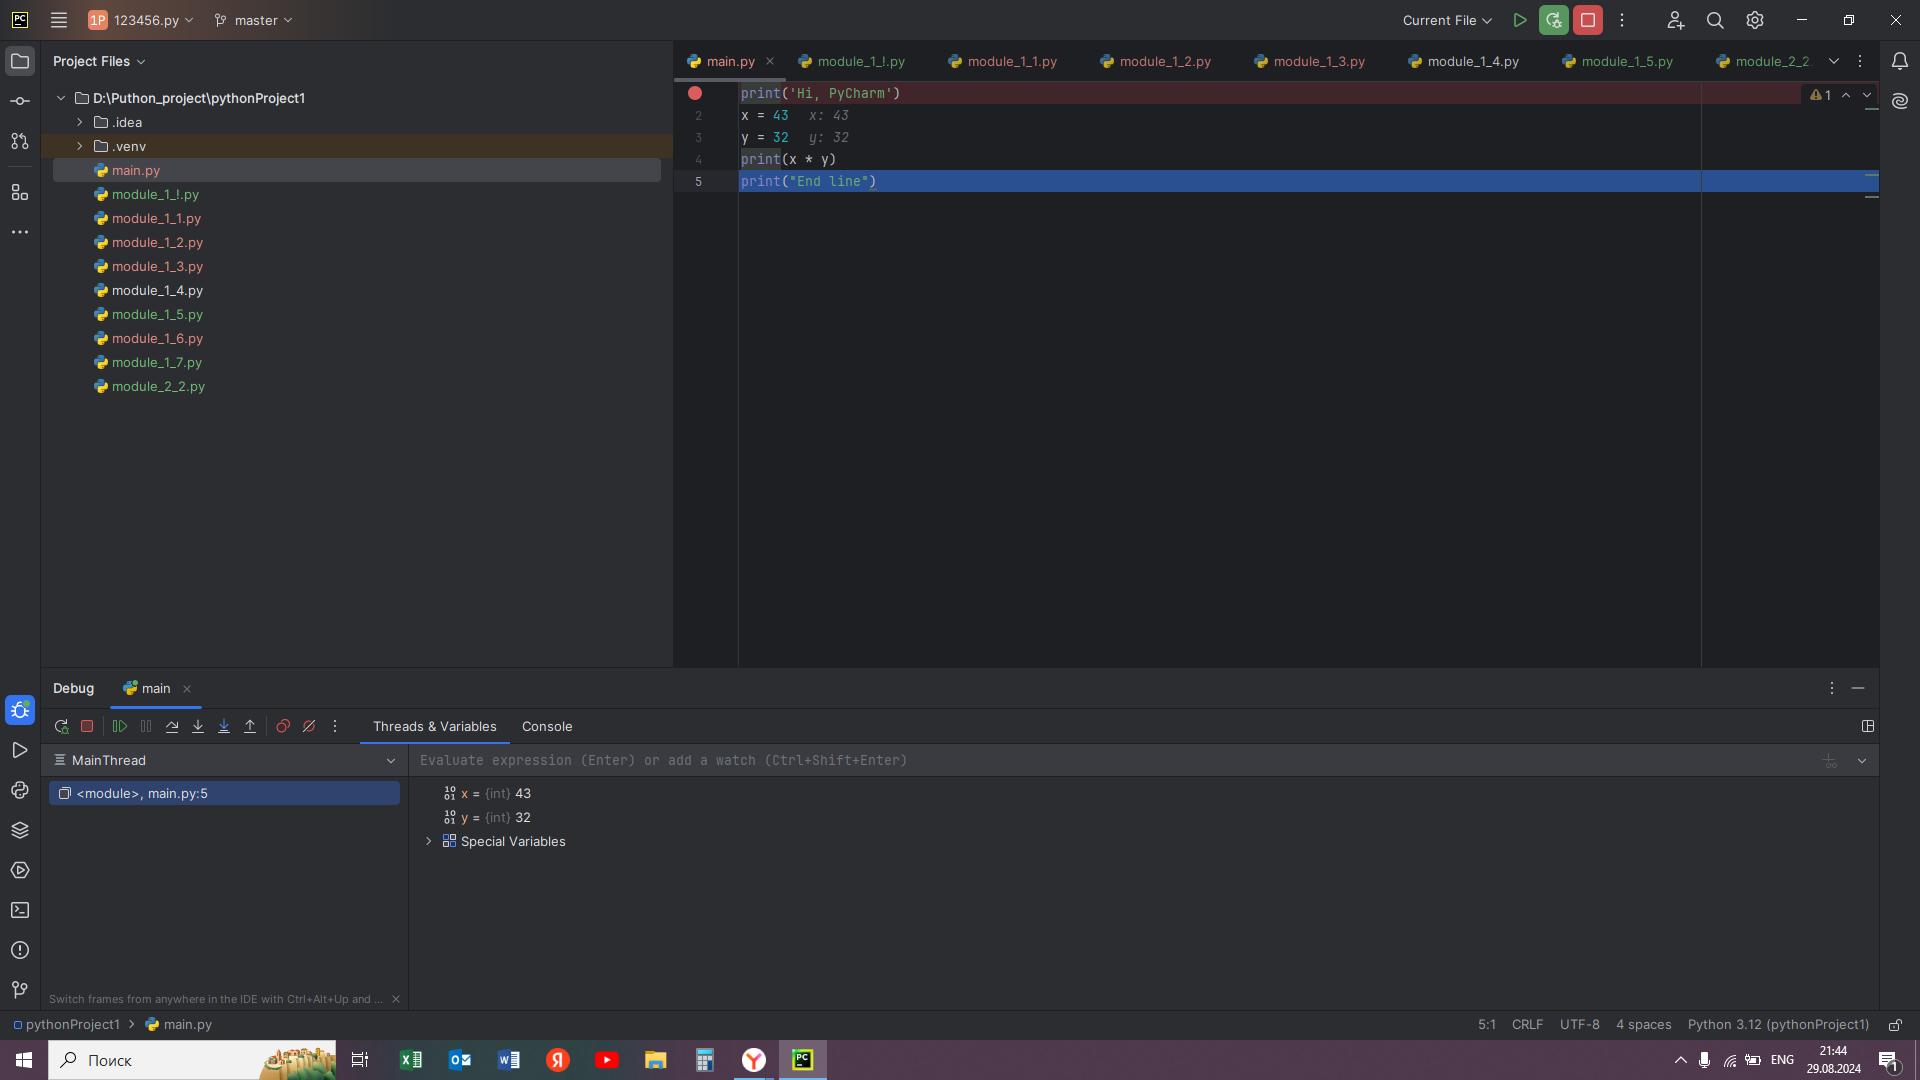 PC 1P 123456.py master Current File
Project Files
main.py module_1_!.py module_1_1.py module_1_2.py module_1_3.py module_1_4.py module_1_5.py module_2_2
D:\Puthon_project\pythonProject1
.idea
.venv
main.py
module_1_!.py
module_1_1.py
module_1_2.py
module_1_3.py
module_1_4.py
module_1_5.py
module_1_6.py
module_1_7.py
module_2_2.py
print('Hi, PyCharm') 1
2 x = 43 x: 43
3 y = 32 y: 32
4 print(x * y)
5 print("End line")
Debug main
Threads & Variables Console
MainThread
Evaluate expression (Enter) or add a watch (Ctrl+Shift+Enter)
<module>, main.py:5
x = {int} 43
y = {int} 32
Special Variables
Switch frames from anywhere in the IDE with Ctrl+Alt+Up and ...
pythonProject1 main.py 5:1 CRLF UTF-8 4 spaces Python 3.12 (pythonProject1)
Поиск
ENG
21:44
29.08.2024
1